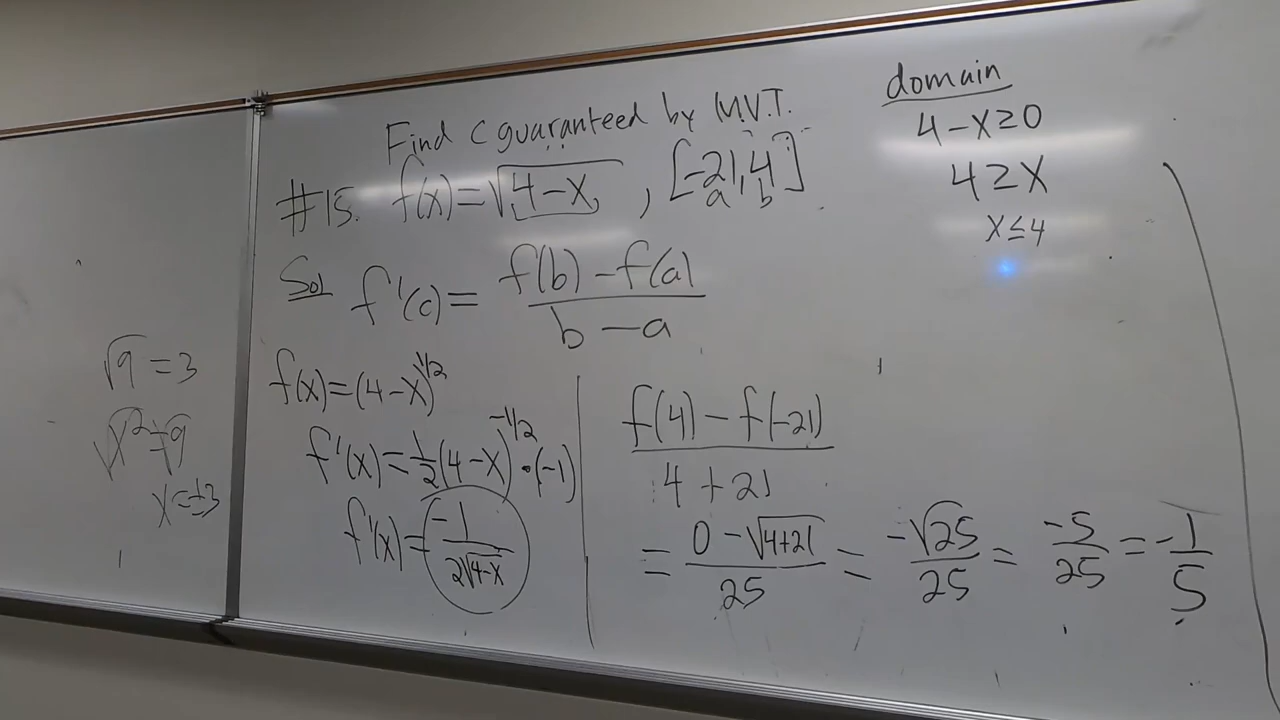 Find c guaranteed by M.V.T.
#15. f(x)=√(4-x), [-21,4]
a b
Sol f'(c)= (f(b)-f(a))/(b-a)
f(x)=(4-x)^1/2
f'(x)=1/2(4-x)^-1/2•(-1)
f'(x)= -1/(2√(4-x))
(f(4)-f(-21))/(4+21)
= (0-√(4+21))/25 = -√25/25 = -5/25 = -1/5
domain
4-x≥0
4≥x
x≤4
√9=3
√x²=√9
x=±3